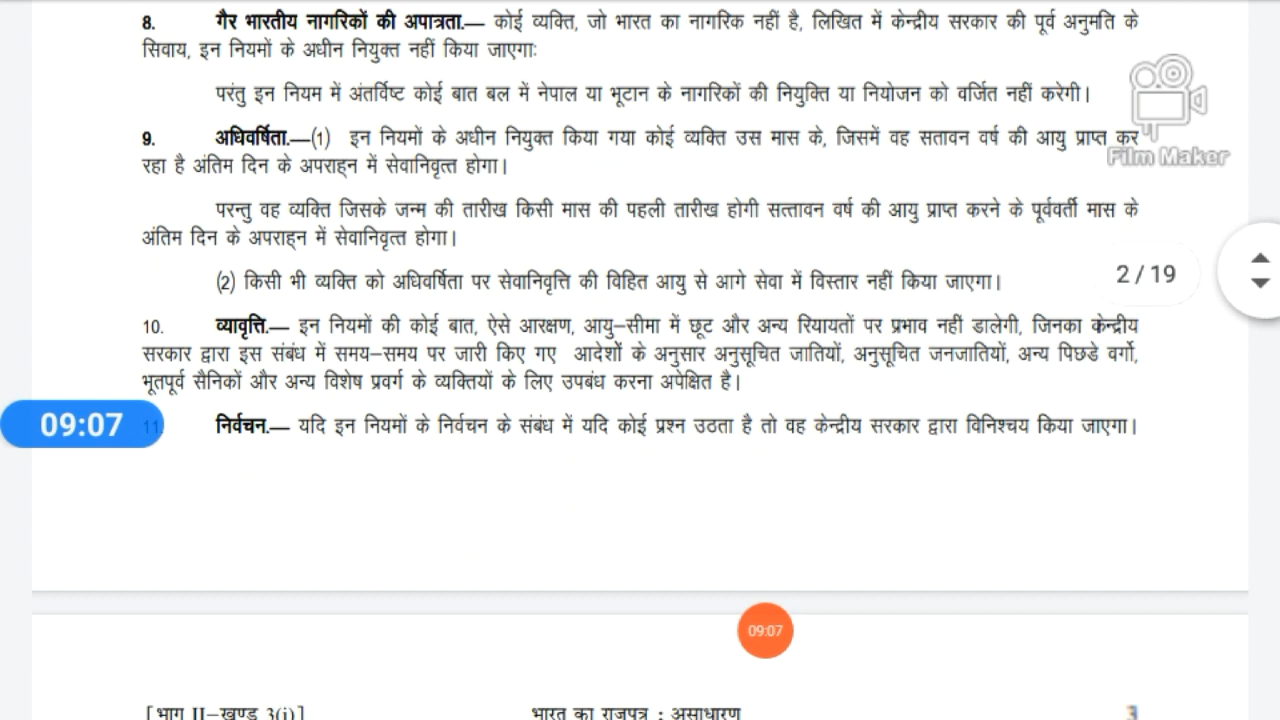 8. गैर भारतीय नागरिकों की अपात्रता.— कोई व्यक्ति, जो भारत का नागरिक नहीं है, लिखित में केन्द्रीय सरकार की पूर्व अनुमति के
सिवाय, इन नियमों के अधीन नियुक्त नहीं किया जाएगाः
परंतु इन नियम में अंतर्विष्ट कोई बात बल में नेपाल या भूटान के नागरिकों की नियुक्ति या नियोजन को वर्जित नहीं करेगी।
Film Maker
9. अधिवर्षिता.—(1) इन नियमों के अधीन नियुक्त किया गया कोई व्यक्ति उस मास के, जिसमें वह सतावन वर्ष की आयु प्राप्त कर
रहा है अंतिम दिन के अपराह्न में सेवानिवृत्त होगा।
परन्तु वह व्यक्ति जिसके जन्म की तारीख किसी मास की पहली तारीख होगी सत्तावन वर्ष की आयु प्राप्त करने के पूर्ववर्ती मास के
अंतिम दिन के अपराह्न में सेवानिवृत्त होगा।
(2) किसी भी व्यक्ति को अधिवर्षिता पर सेवानिवृत्ति की विहित आयु से आगे सेवा में विस्तार नहीं किया जाएगा।
2 / 19
10. व्यावृत्ति.— इन नियमों की कोई बात, ऐसे आरक्षण, आयु–सीमा में छूट और अन्य रियायतों पर प्रभाव नहीं डालेगी, जिनका केन्द्रीय
सरकार द्वारा इस संबंध में समय–समय पर जारी किए गए आदेशों के अनुसार अनुसूचित जातियों, अनुसूचित जनजातियों, अन्य पिछडे वर्गो,
भूतपूर्व सैनिकों और अन्य विशेष प्रवर्ग के व्यक्तियों के लिए उपबंध करना अपेक्षित है।
09:07
11. निर्वचन.— यदि इन नियमों के निर्वचन के संबंध में यदि कोई प्रश्न उठता है तो वह केन्द्रीय सरकार द्वारा विनिश्चय किया जाएगा।
09:07
[भाग II–खण्ड 3(i)] भारत का राजपत्र : असाधारण 3